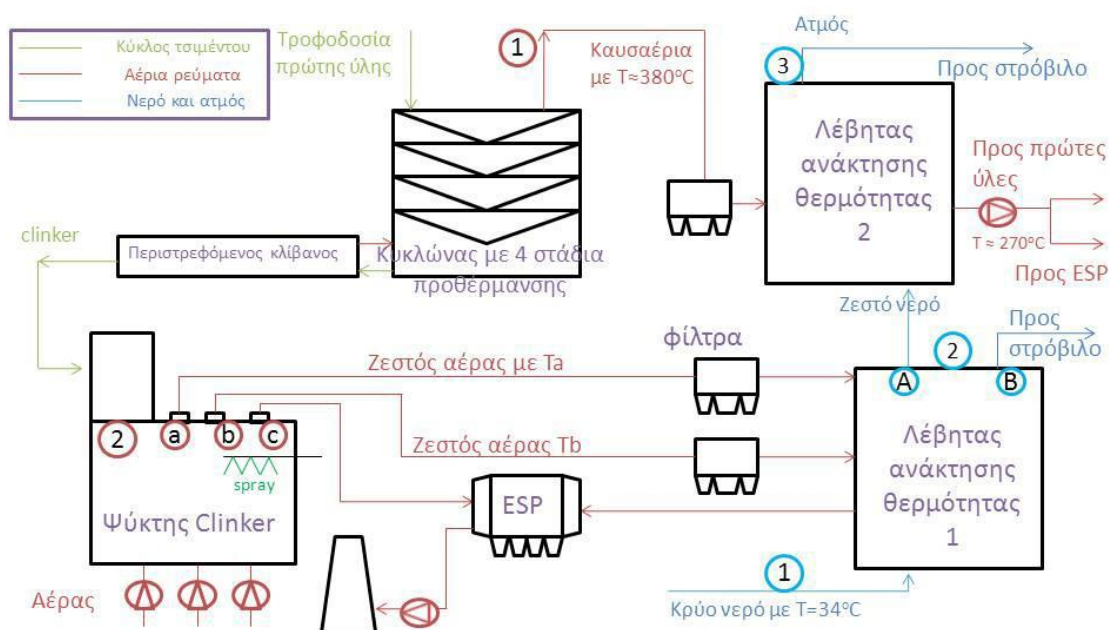 Κύκλος τσιμέντου
Αέρια ρεύματα
Νερό και ατμός
Τροφοδοσία
πρώτης ύλης
1
Καυσαέρια
με Τ≈380°C
Ατμός
3
Προς στρόβιλο
Λέβητας
ανάκτησης
θερμότητας
2
Προς πρώτες
ύλες
T ≈ 270°C
Προς ESP
clinker
Περιστρεφόμενος κλίβανος
Κυκλώνας με 4 στάδια
προθέρμανσης
Ζεστό νερό
Προς
στρόβιλο
φίλτρα
2
A
B
Ζεστός αέρας με Ta
2
a
b
c
Ζεστός αέρας Tb
spray
Ψύκτης Clinker
ESP
Λέβητας
ανάκτησης
θερμότητας
1
1
Αέρας
Κρύο νερό με T=34°C